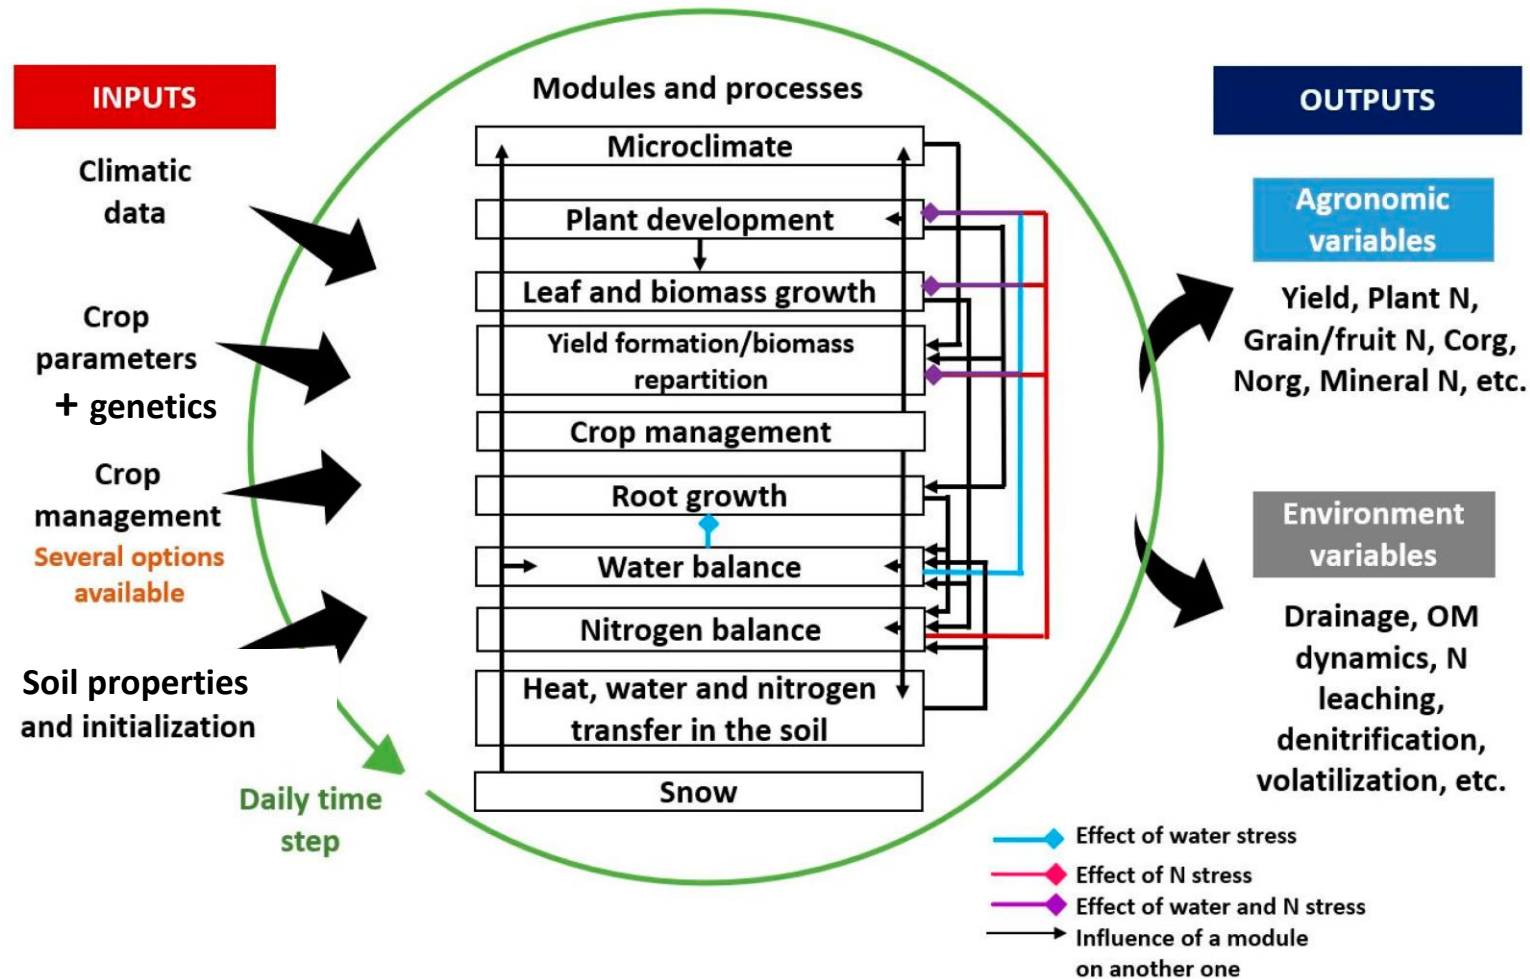 INPUTS
Climatic
data
Crop
parameters
+ genetics
Crop
management
Several options
available
Soil properties
and initialization
Daily time
step
Modules and processes
Microclimate
Plant development
Leaf and biomass growth
Yield formation/biomass
repartition
Crop management
Root growth
Water balance
Nitrogen balance
Heat, water and nitrogen
transfer in the soil
Snow
OUTPUTS
Agronomic
variables
Yield, Plant N,
Grain/fruit N, Corg,
Norg, Mineral N, etc.
Environment
variables
Drainage, OM
dynamics, N
leaching,
denitrification,
volatilization, etc.
Effect of water stress
Effect of N stress
Effect of water and N stress
Influence of a module
on another one